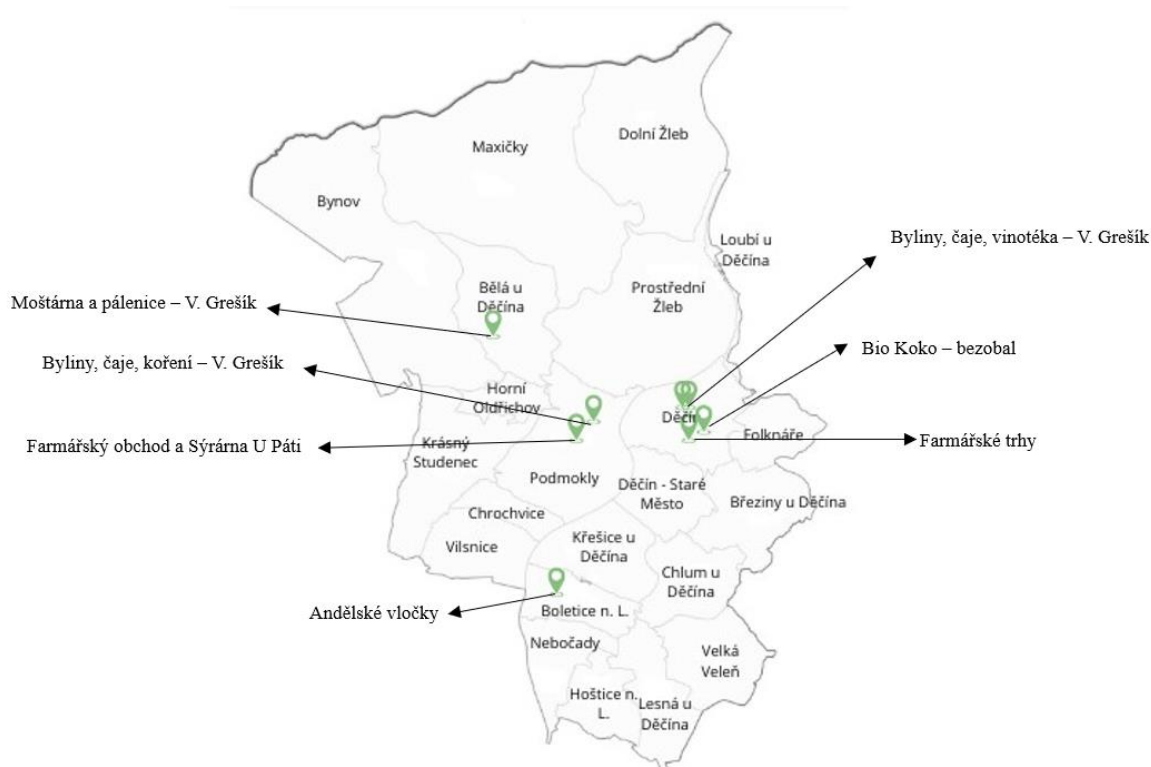 Dolní Žleb
Maxičky
Bynov
Loubí u
Děčína
Byliny, čaje, vinotéka – V. Grešík
Bělá u
Děčína
Prostřední
Žleb
Moštárna a pálenice – V. Grešík
Bio Koko – bezobal
Byliny, čaje, koření – V. Grešík
Horní
Oldřichov
Děčín
Folknáře
Farmářské trhy
Farmářský obchod a Sýrárna U Páti
Krásný
Studenec
Podmokly
Děčín - Staré
Město
Březiny u Děčína
Chrochvice
Vilsnice
Křešice u
Děčína
Chlum u
Děčína
Andělské vločky
Boletice n. L.
Nebočady
Velká
Veleň
Hoštice n.
L.
Lesná u
Děčína